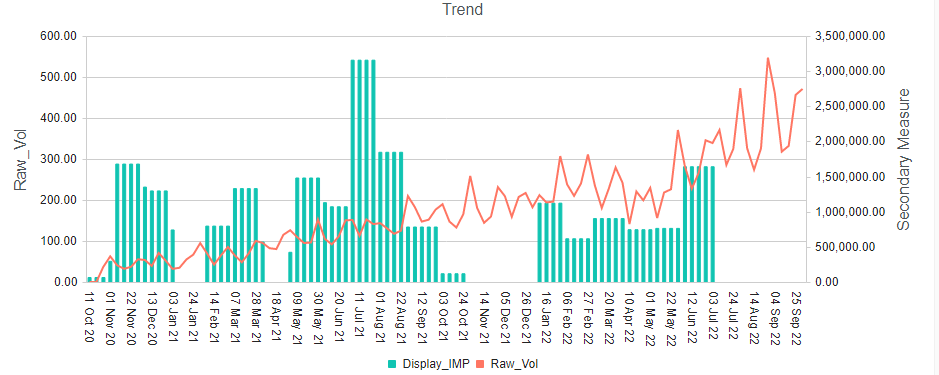 Trend
600.00
500.00
400.00
300.00
200.00
100.00
0.00
Raw_Vol
3,500,000.00
3,000,000.00
2,500,000.00
2,000,000.00
1,500,000.00
1,000,000.00
500,000.00
0.00
Secondary Measure
11 Oct 20
01 Nov 20
22 Nov 20
13 Dec 20
03 Jan 21
24 Jan 21
14 Feb 21
07 Mar 21
28 Mar 21
18 Apr 21
09 May 21
30 May 21
20 Jun 21
11 Jul 21
01 Aug 21
22 Aug 21
12 Sep 21
03 Oct 21
24 Oct 21
14 Nov 21
05 Dec 21
26 Dec 21
16 Jan 22
06 Feb 22
27 Feb 22
20 Mar 22
10 Apr 22
01 May 22
22 May 22
12 Jun 22
03 Jul 22
24 Jul 22
14 Aug 22
04 Sep 22
25 Sep 22
Display_IMP
Raw_Vol